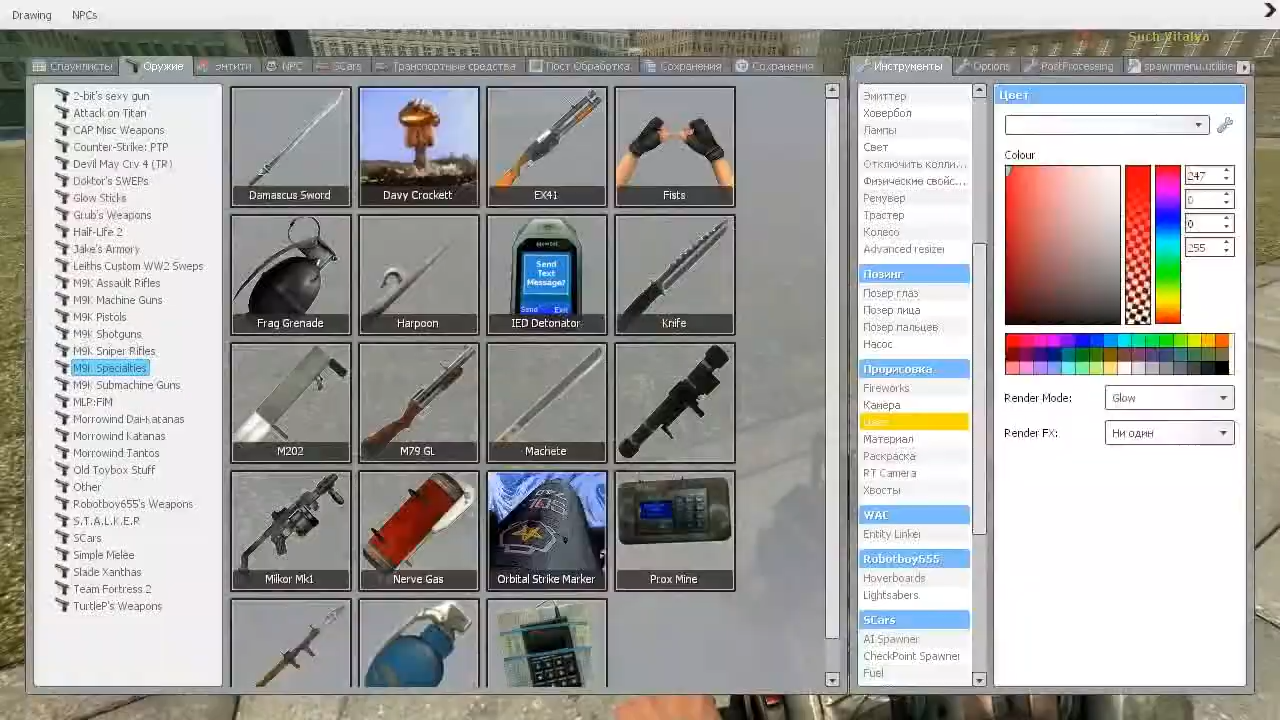 Drawing NPCs
Such Vitalya
Спаунлисты Оружие Энтити NPC SCars Транспортные средства Пост Обработка Сохранения Сохранения
Инструменты Options PostProcessing spawnmenu.utilities
2-bit's sexy gun
Attack on Titan
CAP Misc Weapons
Counter-Strike: PTP
Devil May Cry 4 (TR)
Doktor's SWEPs
Glow Sticks
Grub's Weapons
Half-Life 2
Jake's Armory
Leiths Custom WW2 Sweps
M9K Assault Rifles
M9K Machine Guns
M9K Pistols
M9K Shotguns
M9K Sniper Rifles
M9K Specialties
M9K Submachine Guns
MLP:FiM
Morrowind Dai-katanas
Morrowind Katanas
Morrowind Tantos
Old Toybox Stuff
Other
Robotboy655's Weapons
S.T.A.L.K.E.R
SCars
Simple Melee
Slade Xanthas
Team Fortress 2
TurtleP's Weapons
Damascus Sword
Davy Crockett
EX41
Fists
Send
Text
Message?
Send Exit
Frag Grenade
Harpoon
IED Detonator
Knife
M202
M79 GL
Machete
Milkor Mk1
Nerve Gas
Orbital Strike Marker
Prox Mine
Эмиттер
Ховербол
Лампы
Свет
Отключить колли...
Физические свойс...
Ремувер
Трастер
Колесо
Advanced resizer
Позинг
Позер глаз
Позер лица
Позер пальцев
Насос
Прорисовка
Fireworks
Камера
Цвет
Материал
Раскраска
RT Camera
Хвосты
WAC
Entity Linker
Robotboy655
Hoverboards
Lightsabers
SCars
AI Spawner
CheckPoint Spawner
Fuel
Цвет
Colour
247
0
0
255
Render Mode: Glow
Render FX: Ни один